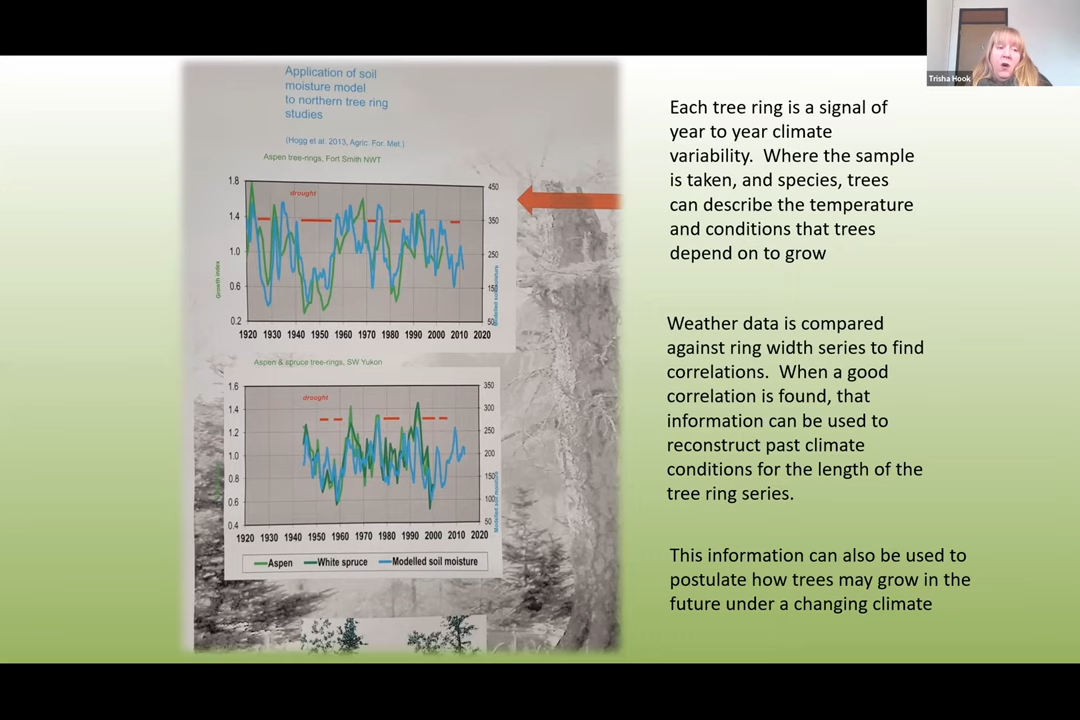 Trisha Hook
Application of soil
moisture model
to northern tree ring
studies
(Hogg et al. 2013, Agric. For. Met.)
Aspen tree-rings, Fort Smith NWT
drought
1.8
1.4
1.0
0.6
0.2
Growth index
450
350
250
150
50
Modelled soil moisture
1920 1930 1940 1950 1960 1970 1980 1990 2000 2010 2020
Aspen & spruce tree-rings, SW Yukon
drought
1.6
1.4
1.2
1.0
0.8
0.6
0.4
350
300
250
200
150
100
50
Modelled soil moisture
1920 1930 1940 1950 1960 1970 1980 1990 2000 2010 2020
Aspen White spruce Modelled soil moisture
Each tree ring is a signal of
year to year climate
variability. Where the sample
is taken, and species, trees
can describe the temperature
and conditions that trees
depend on to grow
Weather data is compared
against ring width series to find
correlations. When a good
correlation is found, that
information can be used to
reconstruct past climate
conditions for the length of the
tree ring series.
This information can also be used to
postulate how trees may grow in the
future under a changing climate